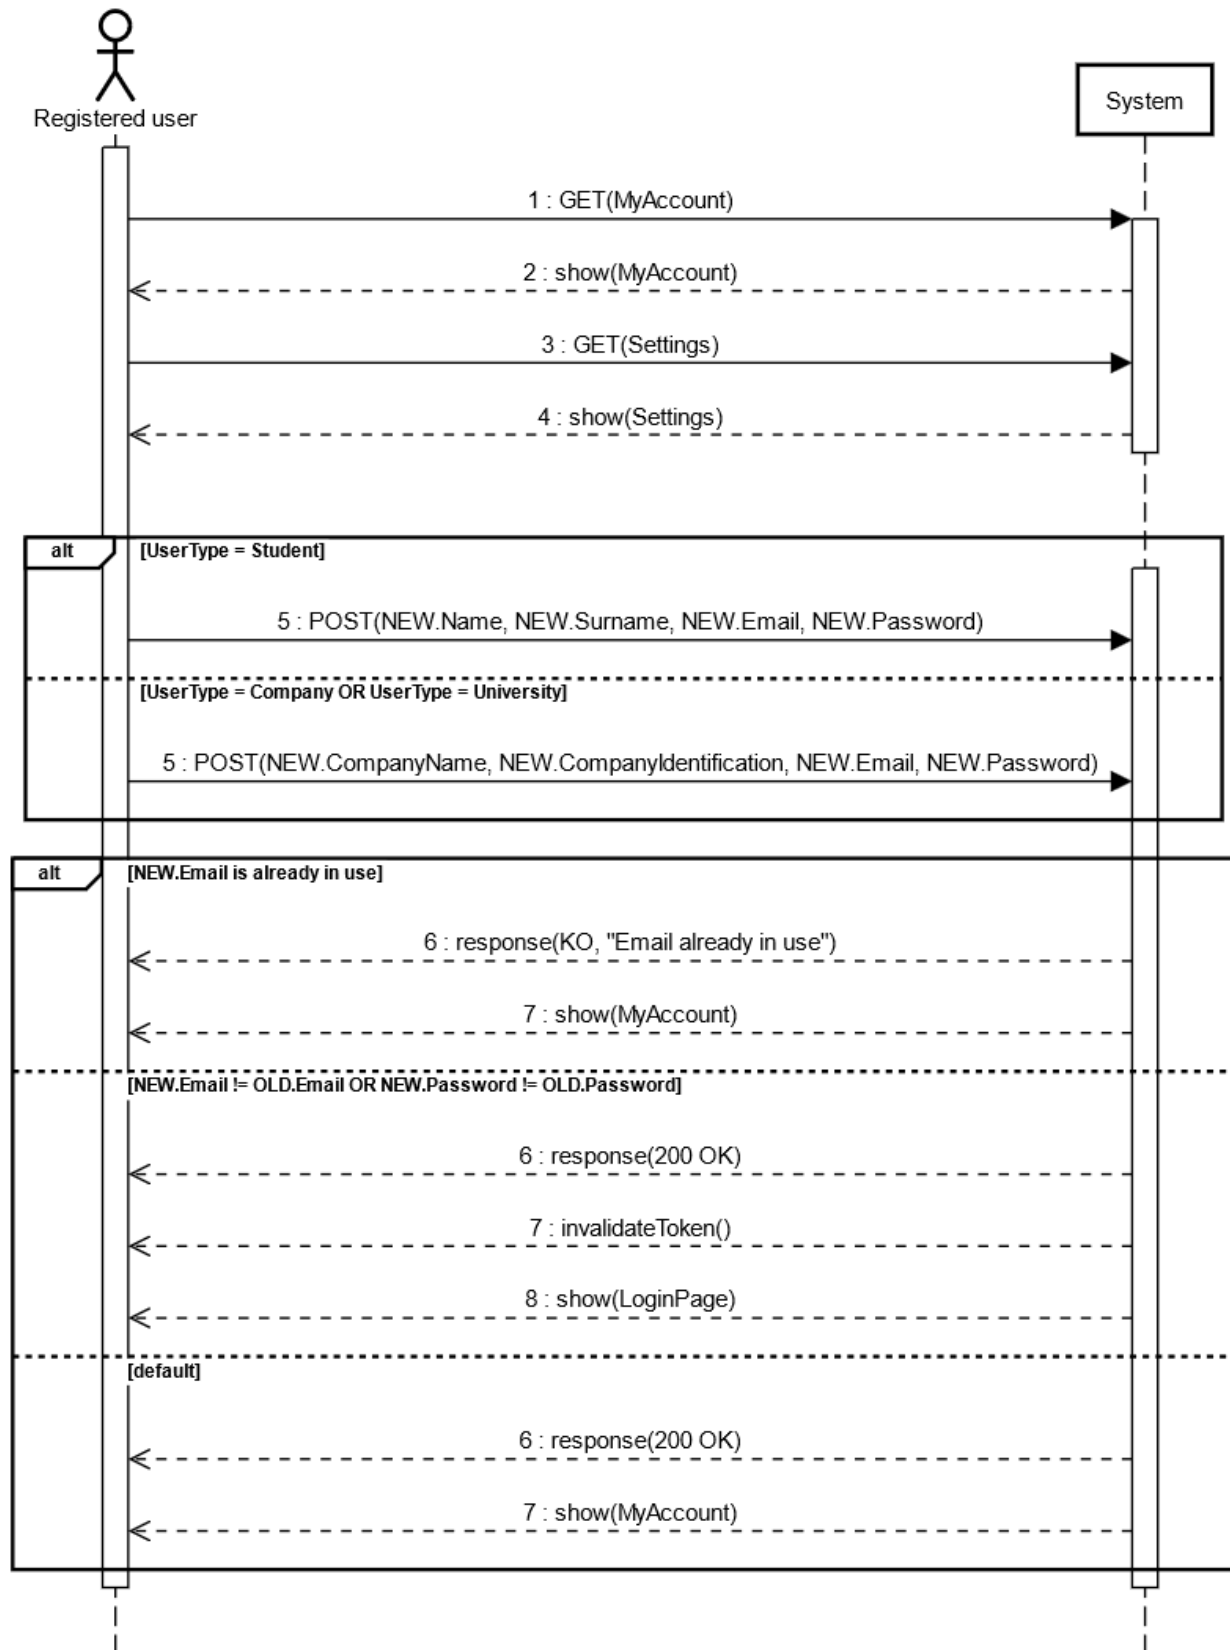 Registered user
System
1 : GET(MyAccount)
2 : show(MyAccount)
3 : GET(Settings)
4 : show(Settings)
alt
[UserType = Student]
5 : POST(NEW.Name, NEW.Surname, NEW.Email, NEW.Password)
[UserType = Company OR UserType = University]
5 : POST(NEW.CompanyName, NEW.CompanyIdentification, NEW.Email, NEW.Password)
alt
[NEW.Email is already in use]
6 : response(KO, "Email already in use")
7 : show(MyAccount)
[NEW.Email != OLD.Email OR NEW.Password != OLD.Password]
6 : response(200 OK)
7 : invalidateToken()
8 : show(LoginPage)
[default]
6 : response(200 OK)
7 : show(MyAccount)